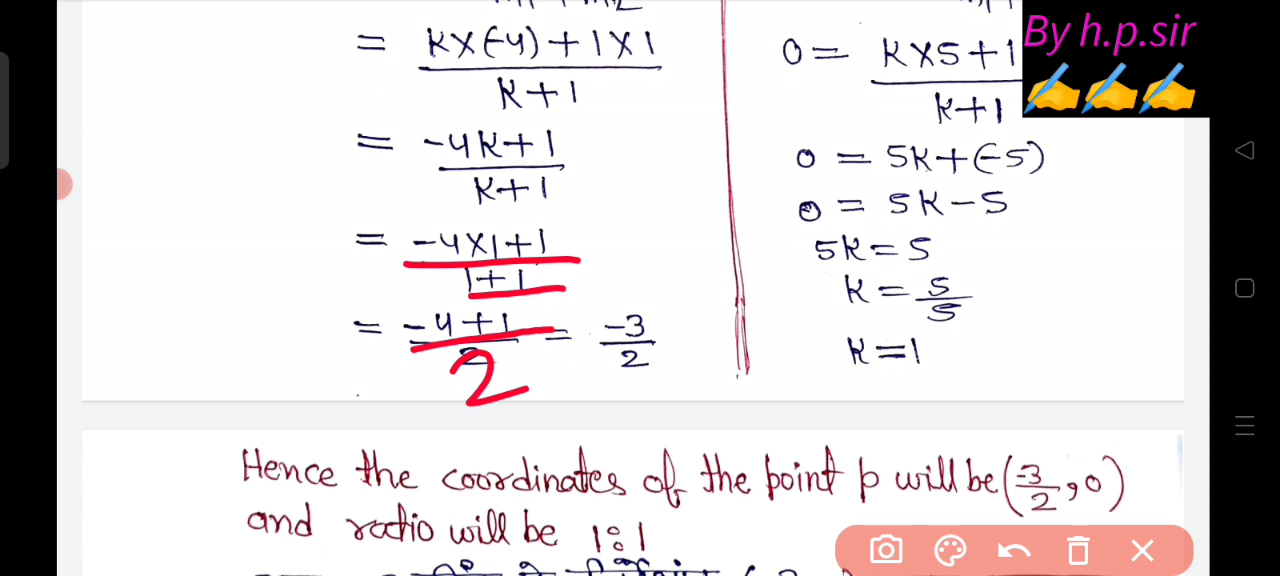 = K×(-4)+1×1
K+1
= -4K+1
K+1
= -4×1+1
1+1
= -4+1 = -3
2 2
2
By h.p.sir
0 = K×5+1
K+1
0 = 5K+(-5)
0 = 5K-5
5K = 5
K = 5
5
K = 1
Hence the coordinates of the point p will be (-3/2, 0)
and ratio will be 1:1